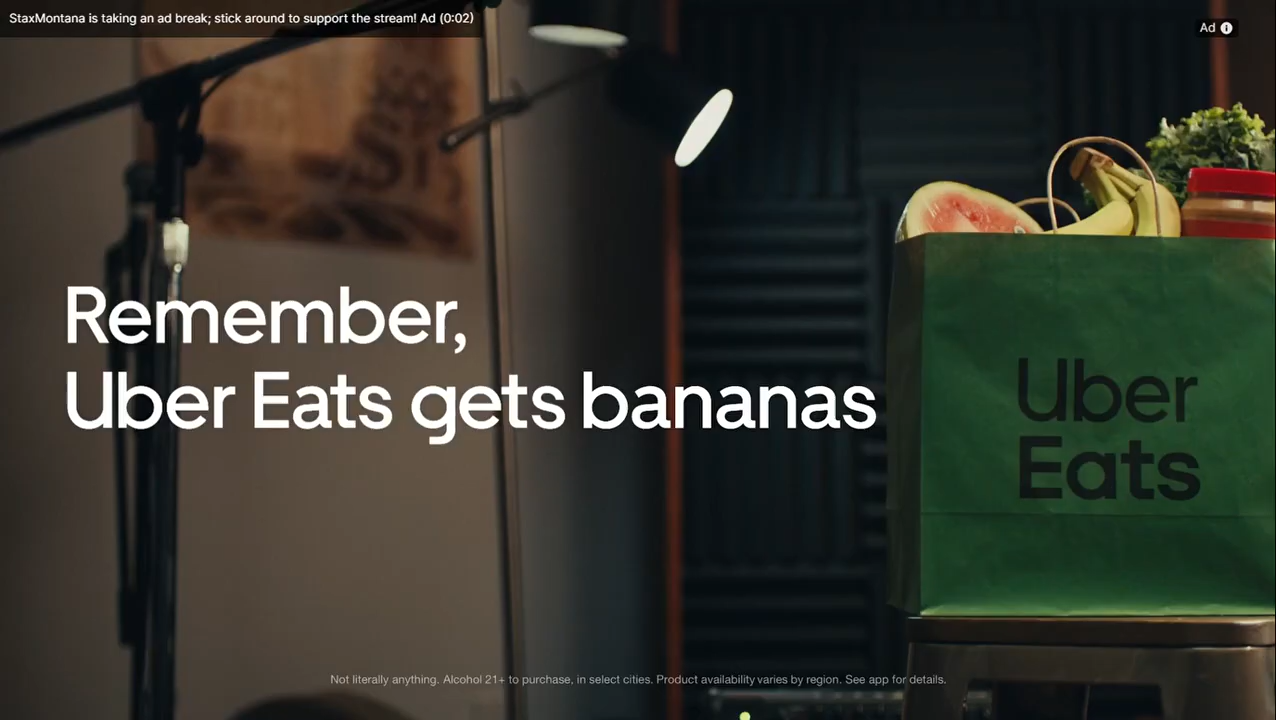 StaxMontana is taking an ad break; stick around to support the stream! Ad (0:02)
Ad
Remember,
Uber Eats gets bananas
Uber
Eats
Not literally anything. Alcohol 21+ to purchase, in select cities. Product availability varies by region. See app for details.